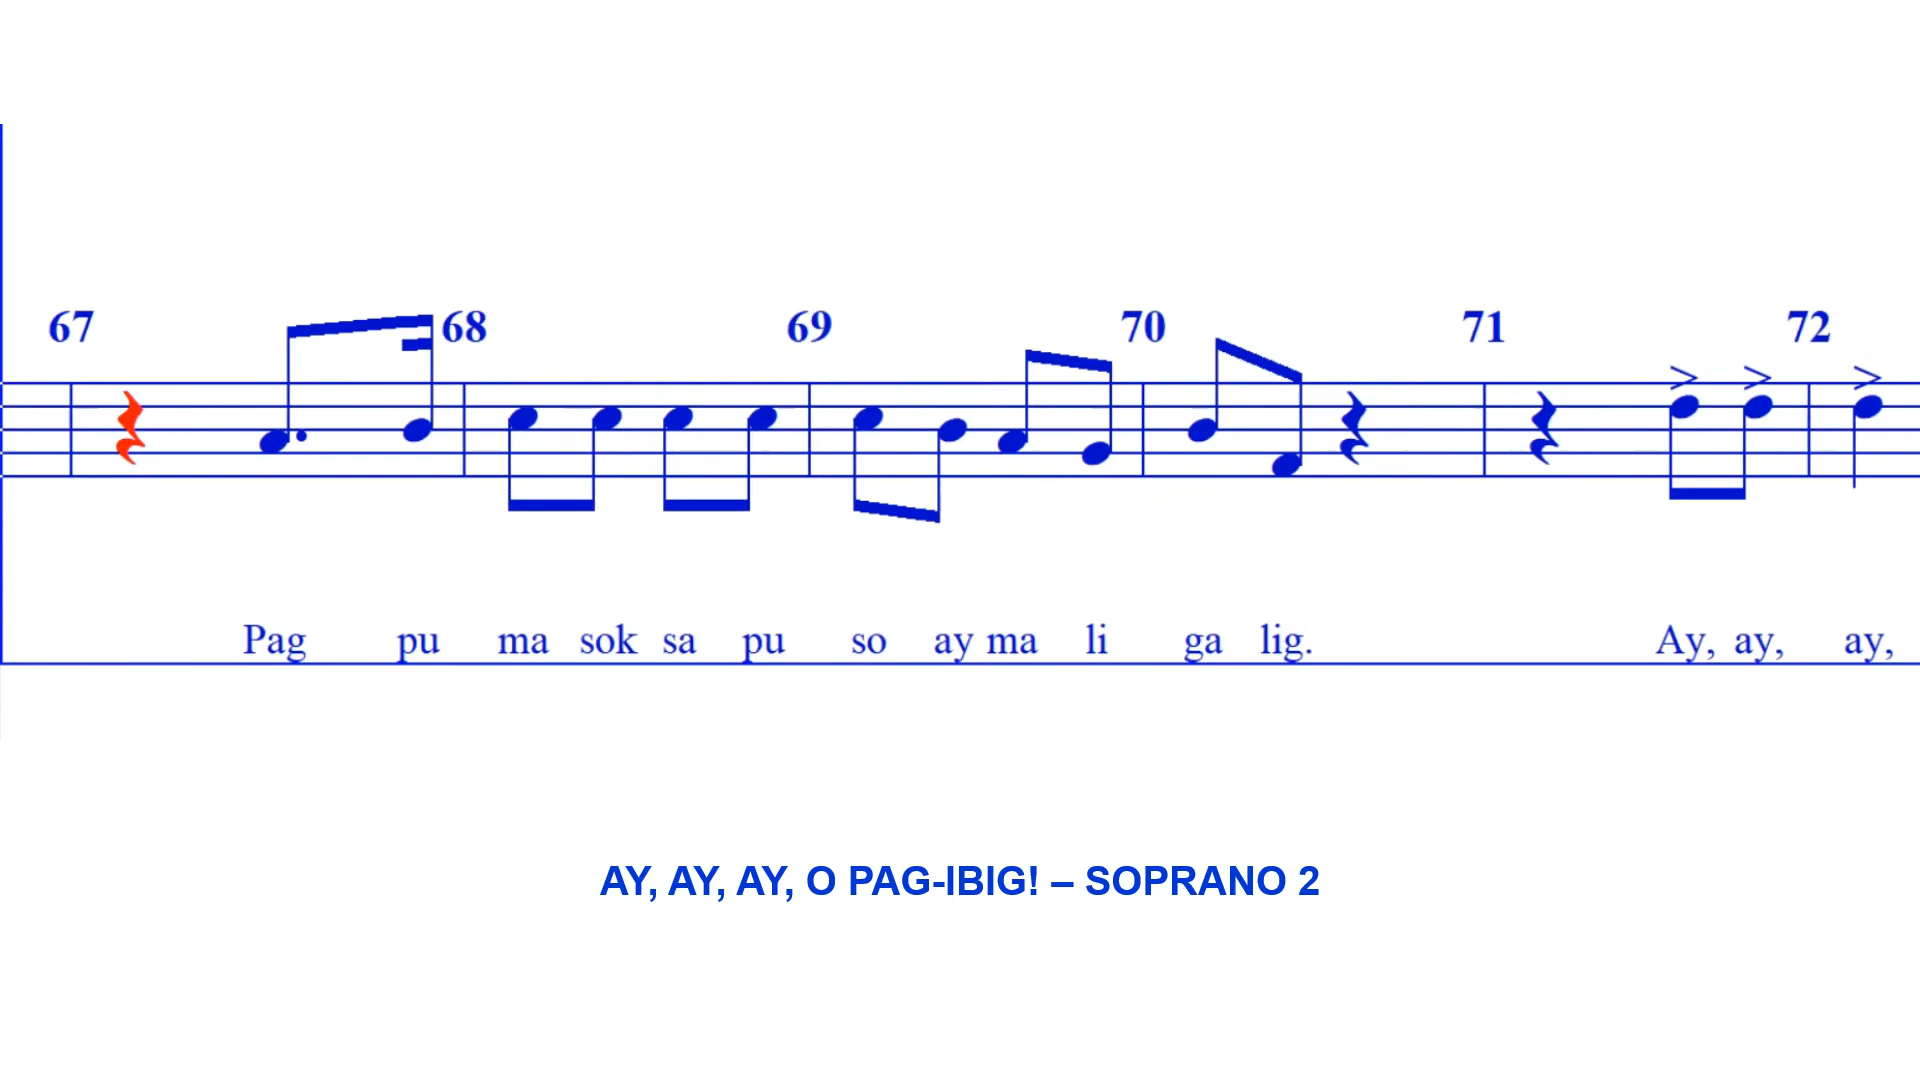 67 68 69 70 71 72
Pag pu ma sok sa pu so ay ma li ga lig. Ay, ay, ay,
AY, AY, AY, O PAG-IBIG! – SOPRANO 2